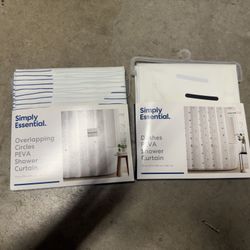 Simply
Essential.
Overlapping
Circles
PEVA
Shower
Curtain
Simply
Essential.
Dashes
PEVA
Shower
Curtain